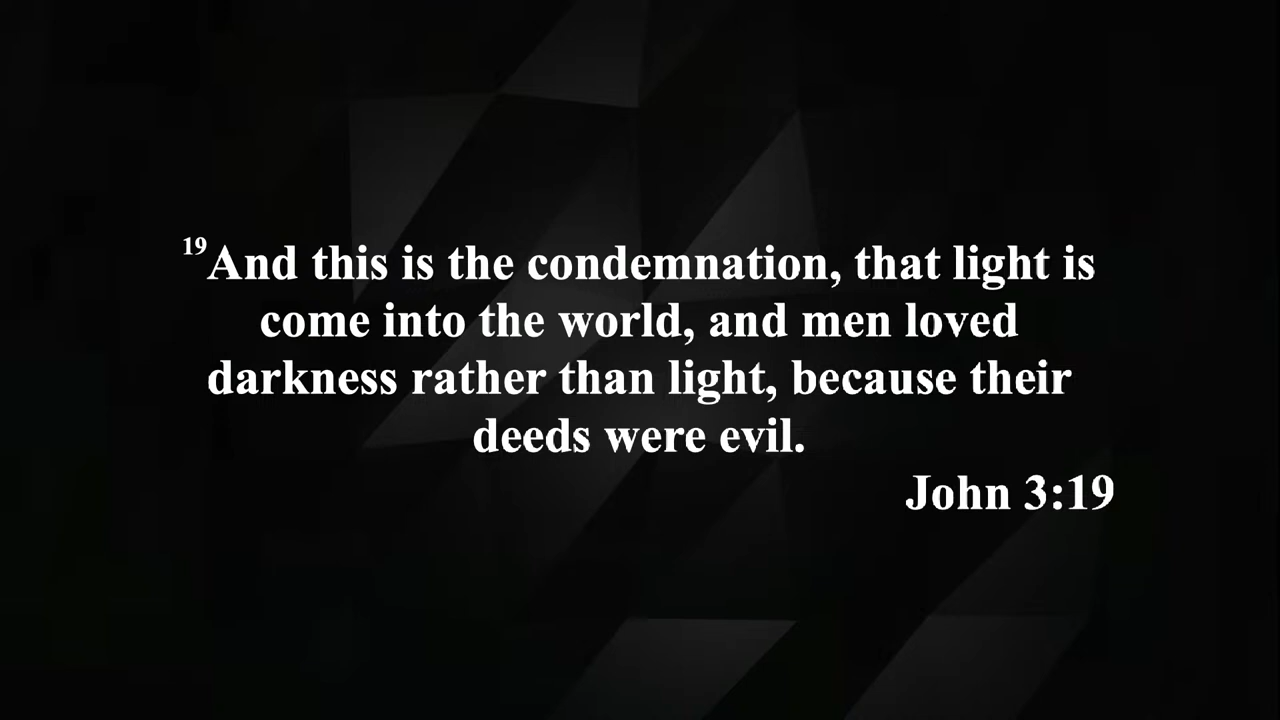 19And this is the condemnation, that light is
come into the world, and men loved
darkness rather than light, because their
deeds were evil.
John 3:19